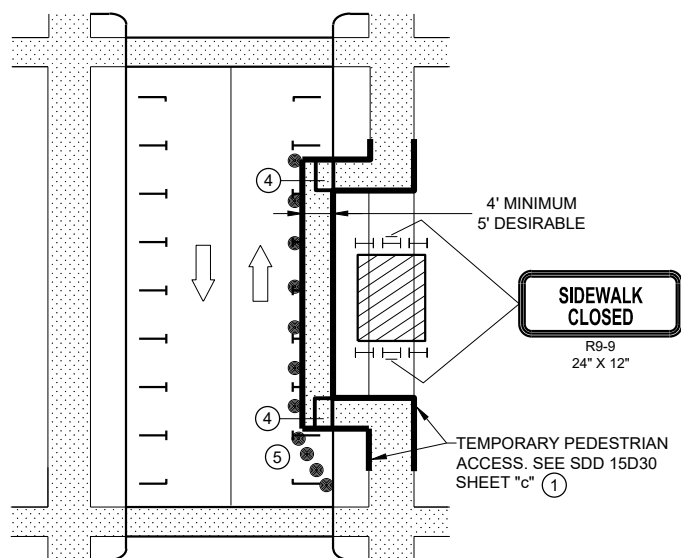 4
4' MINIMUM
5' DESIRABLE
SIDEWALK
CLOSED
R9-9
24" X 12"
4
5
TEMPORARY PEDESTRIAN
ACCESS. SEE SDD 15D30
SHEET "c" 1